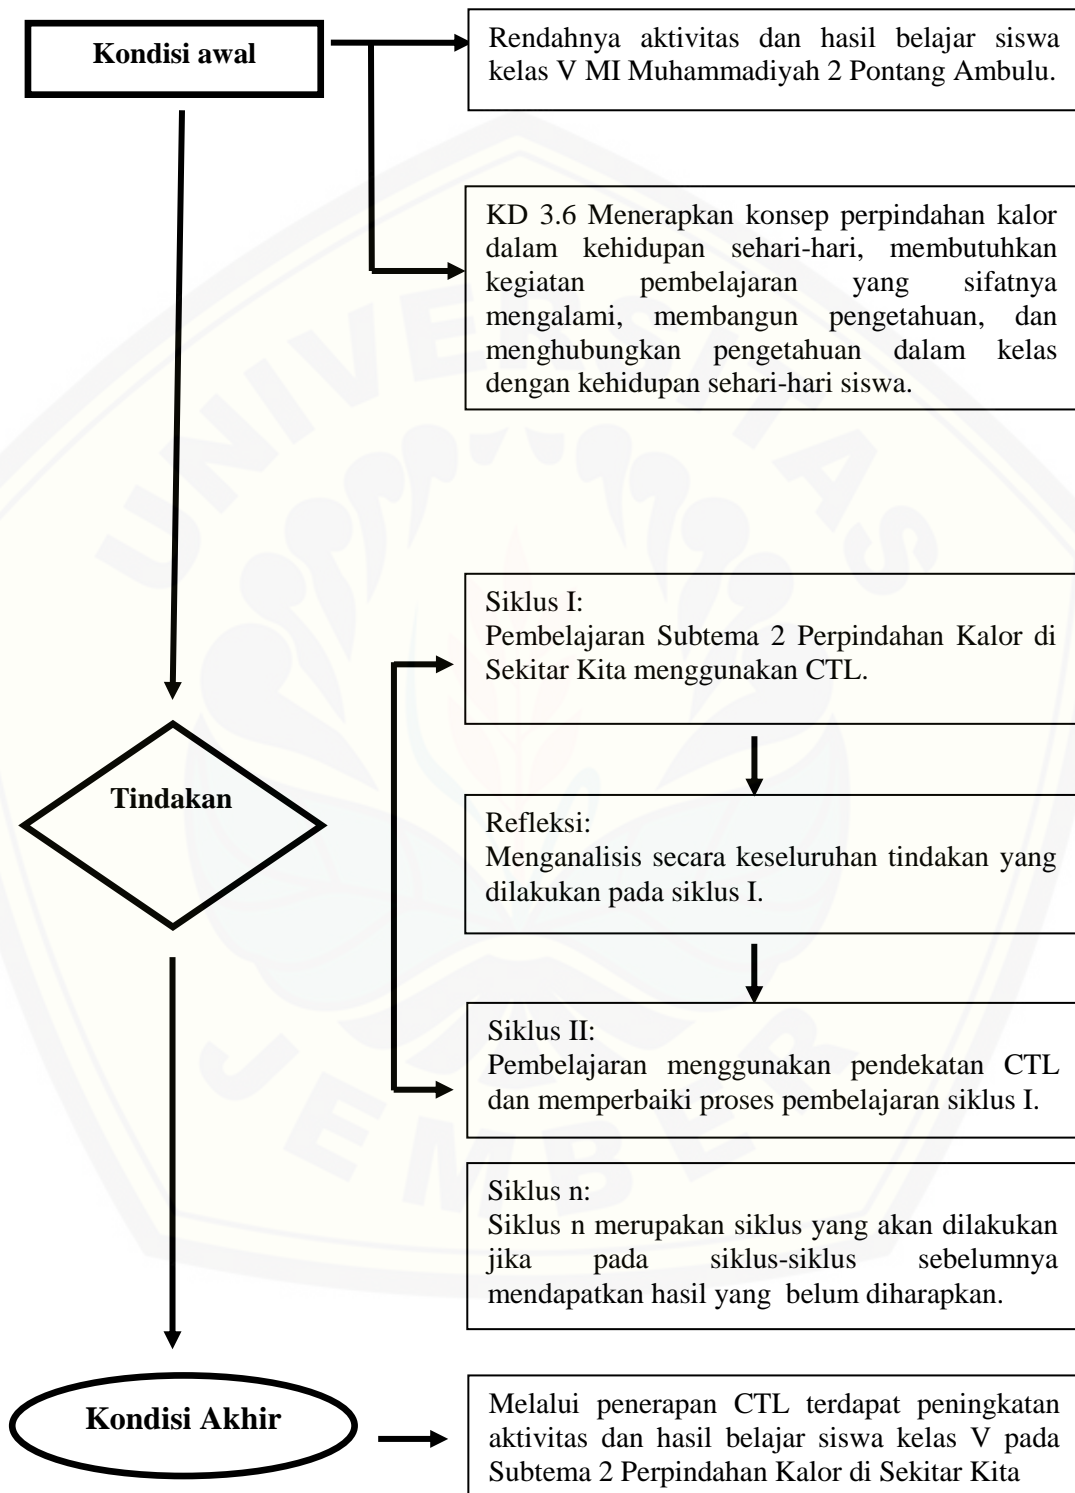 Kondisi awal
Rendahnya aktivitas dan hasil belajar siswa
kelas V MI Muhammadiyah 2 Pontang Ambulu.
KD 3.6 Menerapkan konsep perpindahan kalor
dalam kehidupan sehari-hari, membutuhkan
kegiatan pembelajaran yang sifatnya
mengalami, membangun pengetahuan, dan
menghubungkan pengetahuan dalam kelas
dengan kehidupan sehari-hari siswa.
UNIVERSITAS
Siklus I:
Pembelajaran Subtema 2 Perpindahan Kalor di
Sekitar Kita menggunakan CTL.
Tindakan
Refleksi:
Menganalisis secara keseluruhan tindakan yang
dilakukan pada siklus I.
Siklus II:
Pembelajaran menggunakan pendekatan CTL
dan memperbaiki proses pembelajaran siklus I.
JEMBER
Siklus n:
Siklus n merupakan siklus yang akan dilakukan
jika pada siklus-siklus sebelumnya
mendapatkan hasil yang belum diharapkan.
Kondisi Akhir
Melalui penerapan CTL terdapat peningkatan
aktivitas dan hasil belajar siswa kelas V pada
Subtema 2 Perpindahan Kalor di Sekitar Kita